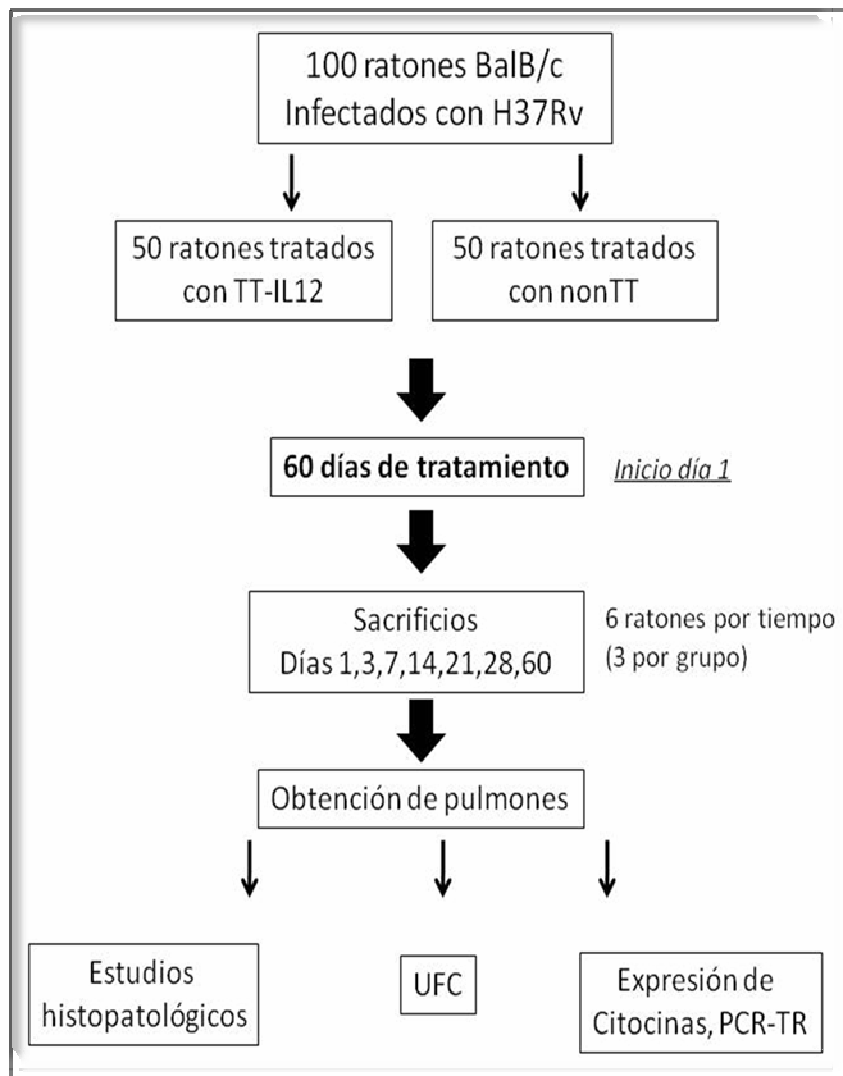 100 ratones BalB/c
Infectados con H37Rv
50 ratones tratados
con TT-IL12
50 ratones tratados
con nonTT
60 días de tratamiento
Inicio día 1
Sacrificios
Días 1,3,7,14,21,28,60
6 ratones por tiempo
(3 por grupo)
Obtención de pulmones
Estudios
histopatológicos
UFC
Expresión de
Citocinas, PCR-TR